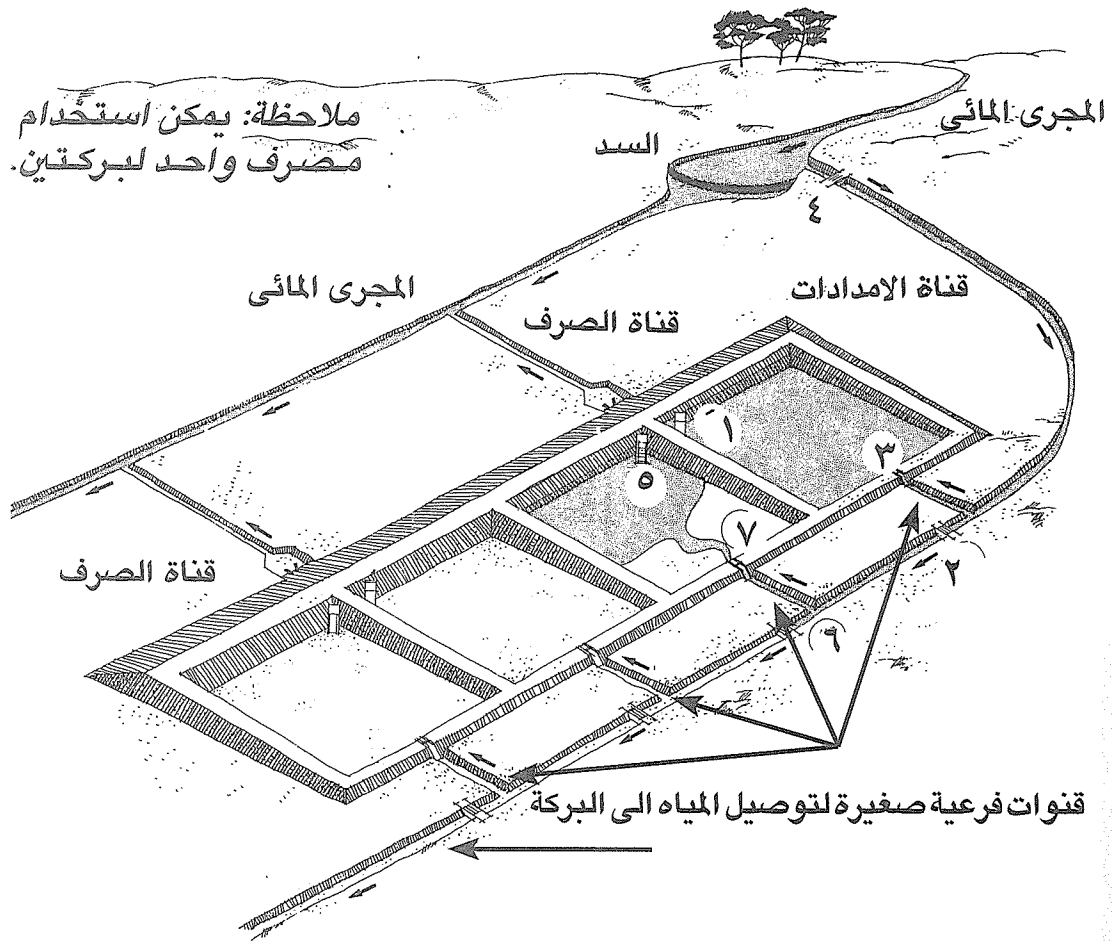 المجرى المائى
ملاحظة: يمكن استخدام
مصرف واحد لبركتين.
السد
٤
قناة الامدادات
المجرى المائى
قناة الصرف
١
٣
٥
٧
٢
قناة الصرف
٦
قنوات فرعية صغيرة لتوصيل المياه الى البركة